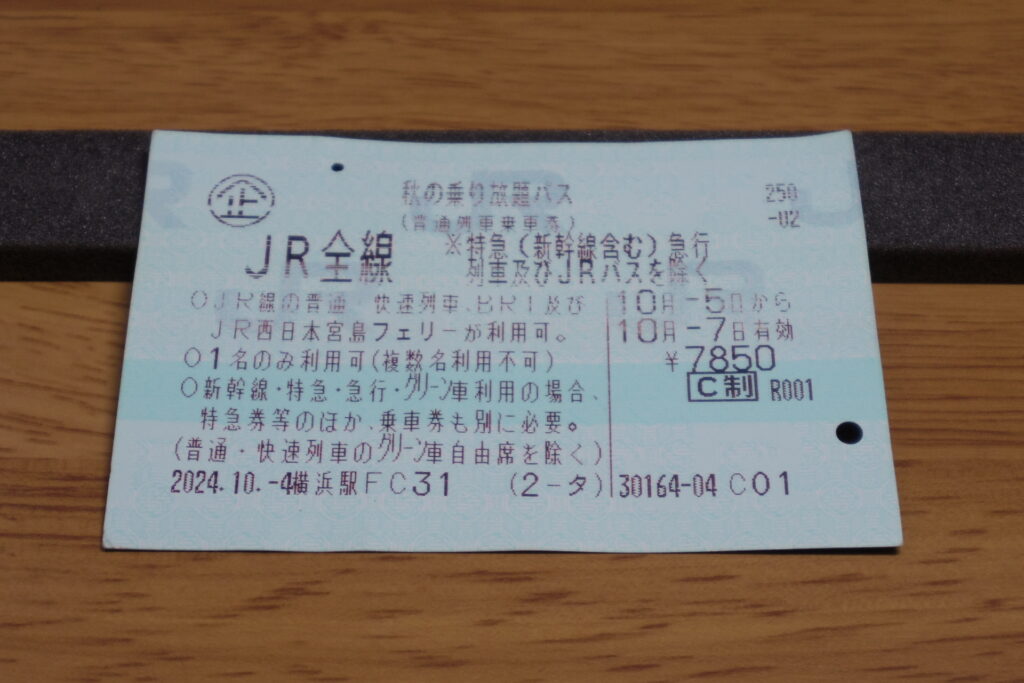 企 秋の乗り放題パス 250
(普通列車乗車券) -02
JR全線 ※特急(新幹線含む)急行
列車及びJRバスを除く
○JR線の普通・快速列車、BRT及び 10月-5日から
JR西日本宮島フェリーが利用可。 10月-7日有効
○1名のみ利用可(複数名利用不可) ¥7850
○新幹線・特急・急行・グリーン車利用の場合、 C制 R001
特急券等のほか、乗車券も別に必要。
(普通・快速列車のグリーン車自由席を除く)
2024.10.-4横浜駅FC31 (2-タ) 30164-04 C01